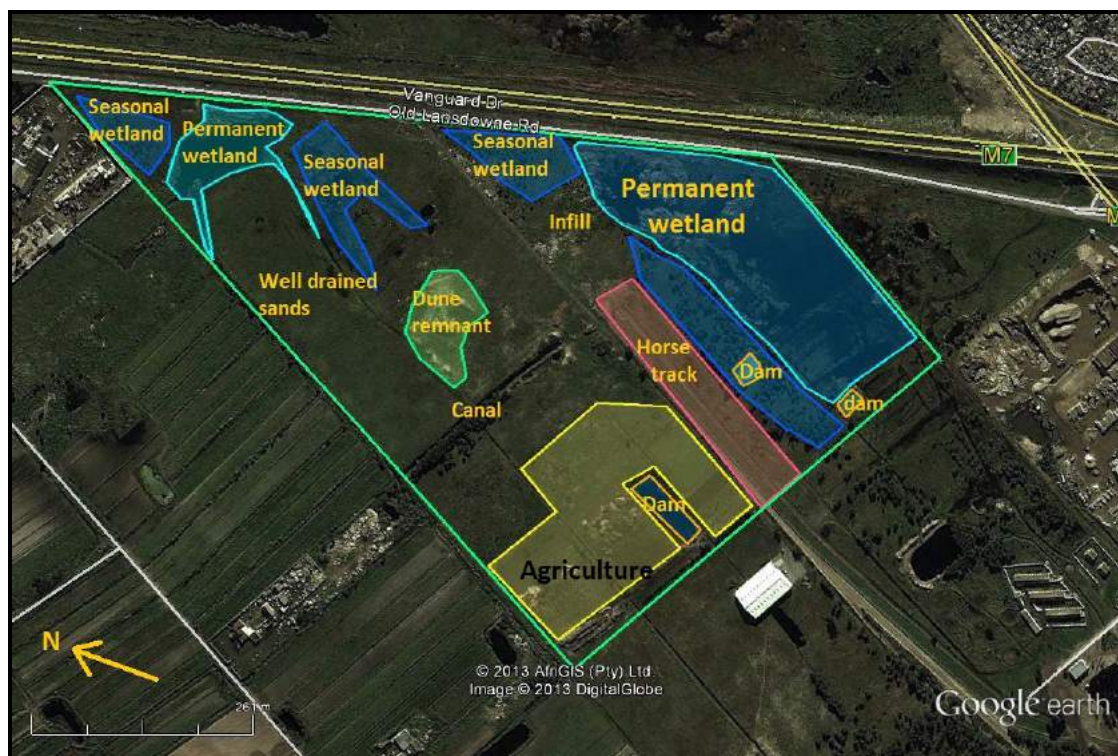 Vanguard Dr
Old Lansdowne Rd
M7
Seasonal
wetland
Permanent
wetland
Seasonal
wetland
Seasonal
wetland
Permanent
wetland
Infill
Well drained
sands
Dune
remnant
Horse
track
Dam
dam
Canal
Dam
Agriculture
N
261 m
© 2013 AfriGIS (Pty) Ltd
Image © 2013 DigitalGlobe
Google earth